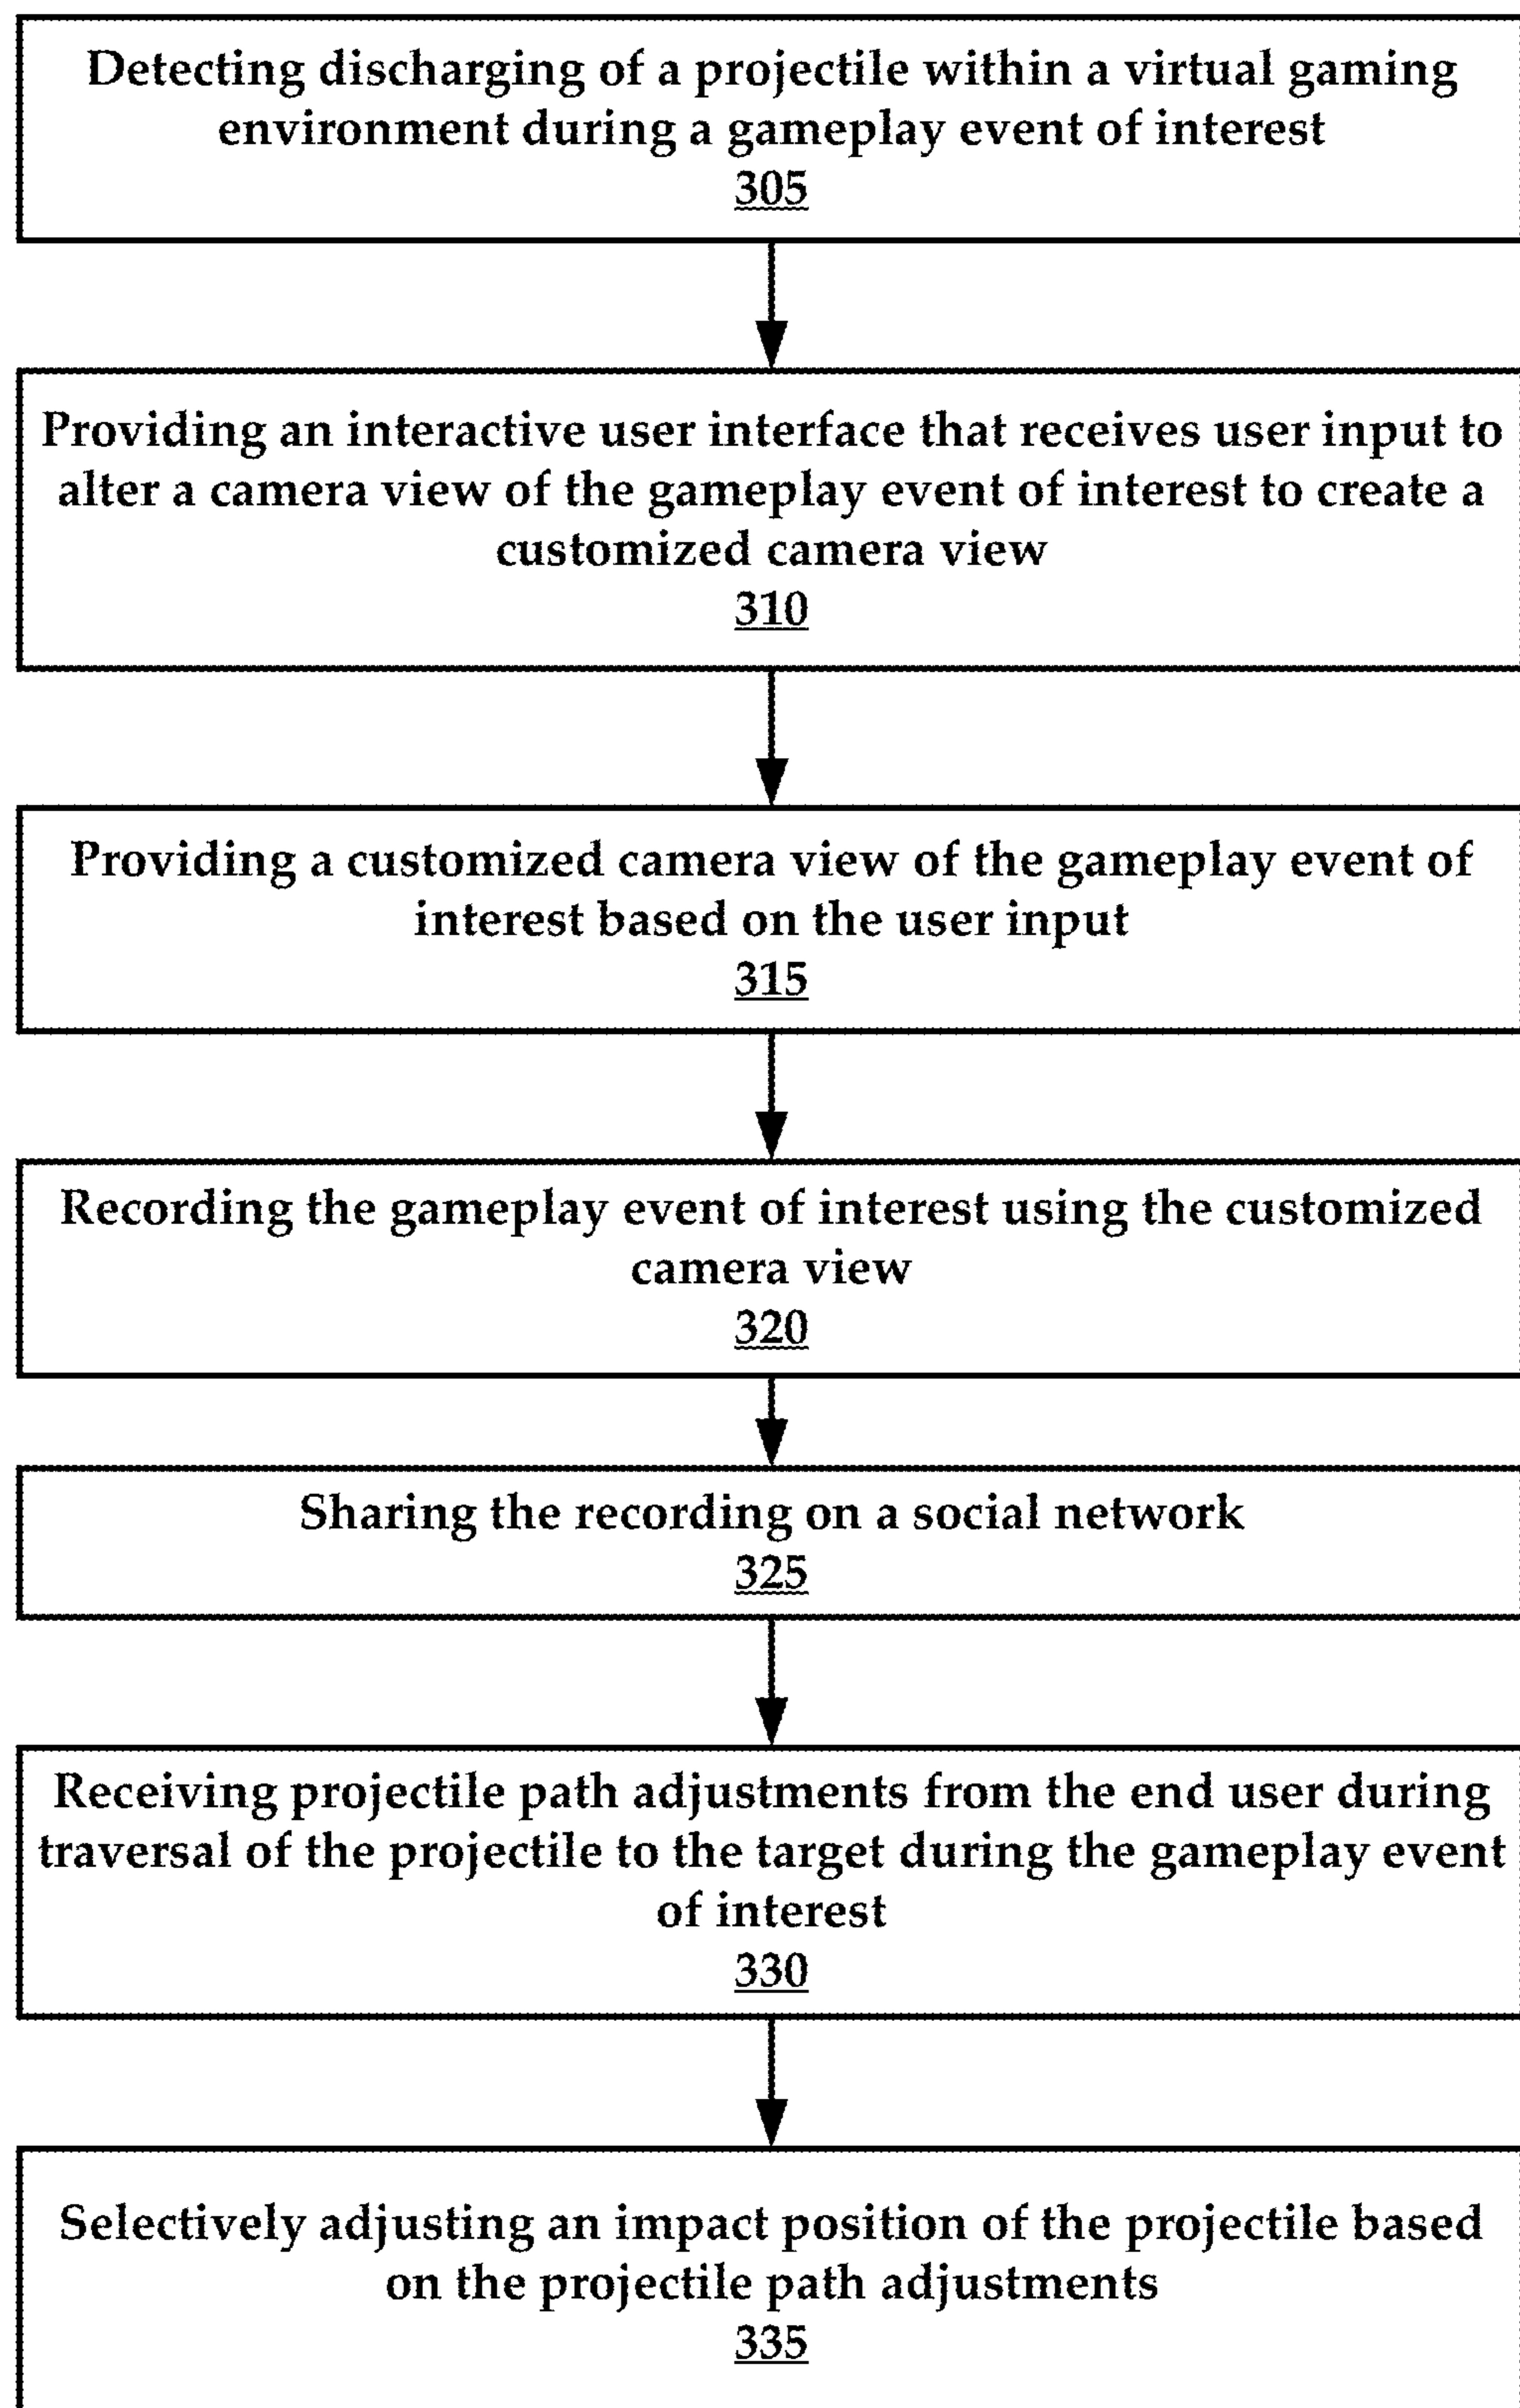 Detecting discharging of a projectile within a virtual gaming
environment during a gameplay event of interest
305
Providing an interactive user interface that receives user input to
alter a camera view of the gameplay event of interest to create a
customized camera view
310
Providing a customized camera view of the gameplay event of
interest based on the user input
315
Recording the gameplay event of interest using the customized
camera view
320
Sharing the recording on a social network
325
Receiving projectile path adjustments from the end user during
traversal of the projectile to the target during the gameplay event
of interest
330
Selectively adjusting an impact position of the projectile based
on the projectile path adjustments
335